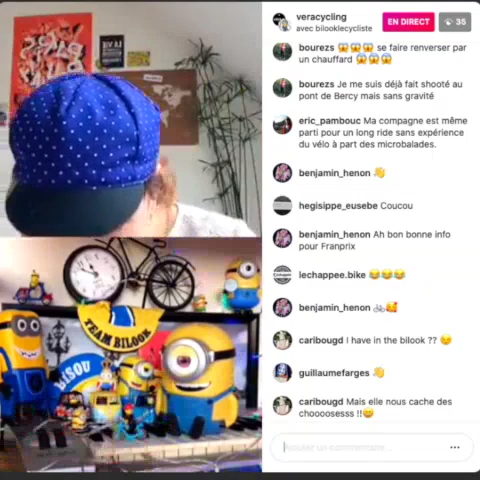 veracycling
avec bilooklecycliste
EN DIRECT
35
bourezs 😱😱😱 se faire renverser par
un chauffard 😱😱😱
bourezs Je me suis déjà fait shooté au
pont de Bercy mais sans gravité
eric_pambouc Ma compagne est même
parti pour un long ride sans expérience
du vélo à part des microbalades.
benjamin_henon 👋
hegisippe_eusebe Coucou
benjamin_henon Ah bon bonne info
pour Franprix
lechappee.bike 😂😂😂
benjamin_henon 🚲🥰
caribougd I have in the bilook ?? 😏
guillaumefarges 👋
caribougd Mais elle nous cache des
chooooosesss !!😄
Ajouter un commentaire...
TEAM BILOOK
BISOU